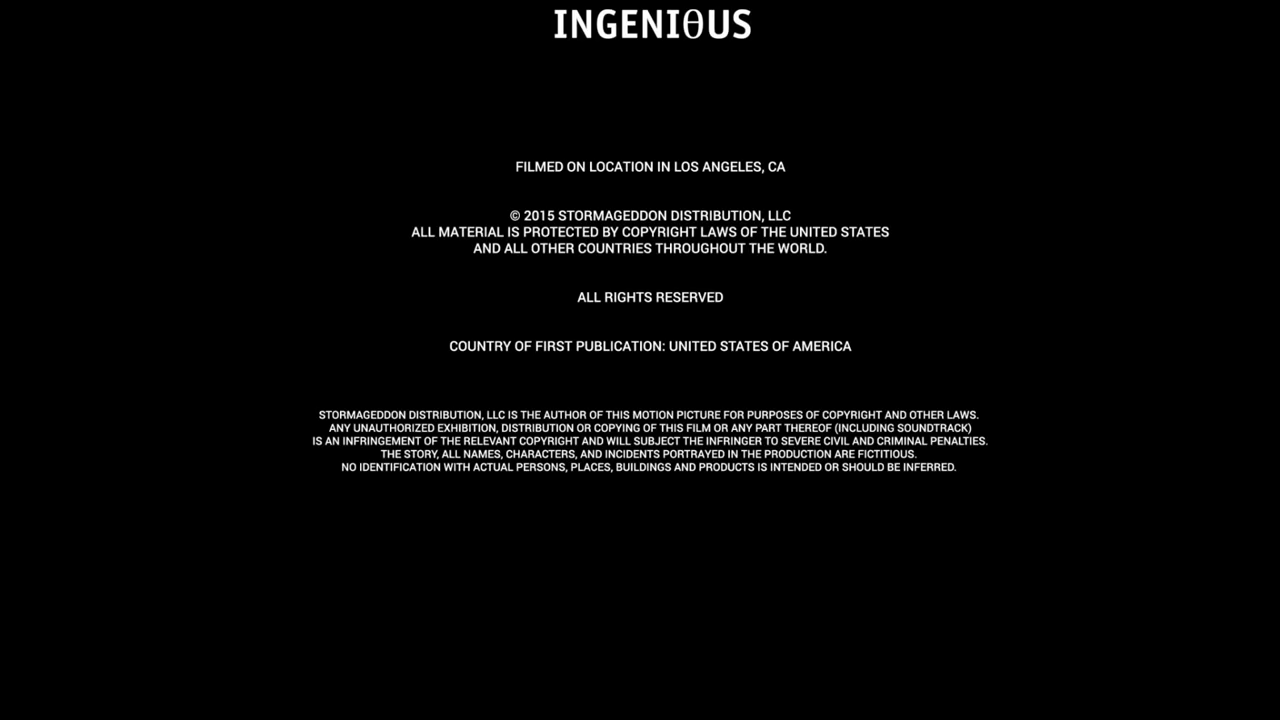 INGENIθUS
FILMED ON LOCATION IN LOS ANGELES, CA
© 2015 STORMAGEDDON DISTRIBUTION, LLC
ALL MATERIAL IS PROTECTED BY COPYRIGHT LAWS OF THE UNITED STATES
AND ALL OTHER COUNTRIES THROUGHOUT THE WORLD.
ALL RIGHTS RESERVED
COUNTRY OF FIRST PUBLICATION: UNITED STATES OF AMERICA
STORMAGEDDON DISTRIBUTION, LLC IS THE AUTHOR OF THIS MOTION PICTURE FOR PURPOSES OF COPYRIGHT AND OTHER LAWS.
ANY UNAUTHORIZED EXHIBITION, DISTRIBUTION OR COPYING OF THIS FILM OR ANY PART THEREOF (INCLUDING SOUNDTRACK)
IS AN INFRINGEMENT OF THE RELEVANT COPYRIGHT AND WILL SUBJECT THE INFRINGER TO SEVERE CIVIL AND CRIMINAL PENALTIES.
THE STORY, ALL NAMES, CHARACTERS, AND INCIDENTS PORTRAYED IN THE PRODUCTION ARE FICTITIOUS.
NO IDENTIFICATION WITH ACTUAL PERSONS, PLACES, BUILDINGS AND PRODUCTS IS INTENDED OR SHOULD BE INFERRED.